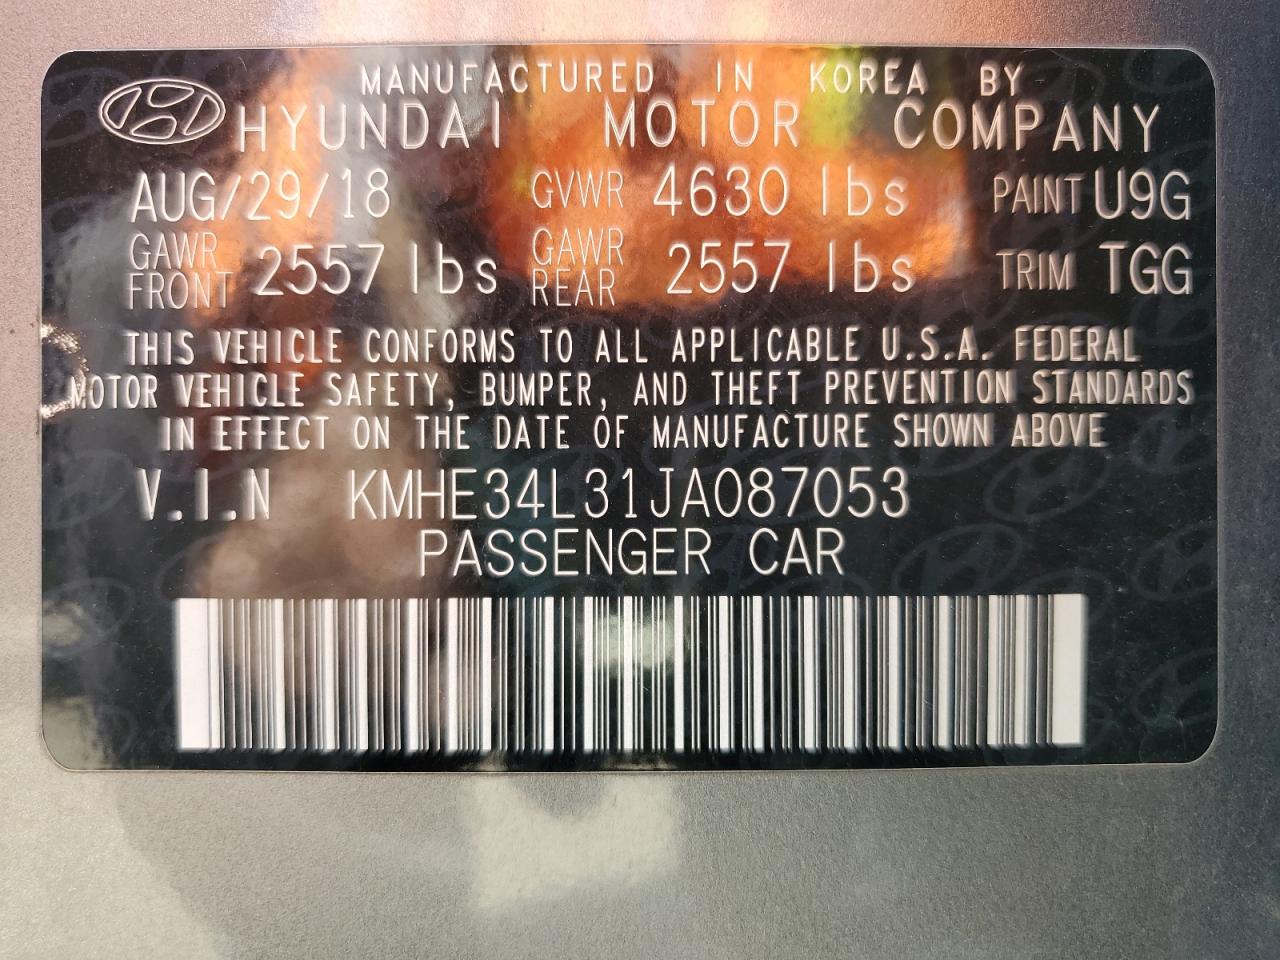 MANUFACTURED IN KOREA BY
HYUNDAI MOTOR COMPANY
AUG/29/18 GVWR 4630 lbs PAINT U9G
GAWR FRONT 2557 lbs GAWR REAR 2557 lbs TRIM TGG
THIS VEHICLE CONFORMS TO ALL APPLICABLE U.S.A. FEDERAL
MOTOR VEHICLE SAFETY, BUMPER, AND THEFT PREVENTION STANDARDS
IN EFFECT ON THE DATE OF MANUFACTURE SHOWN ABOVE
V.I.N KMHE34L31JA087053
PASSENGER CAR